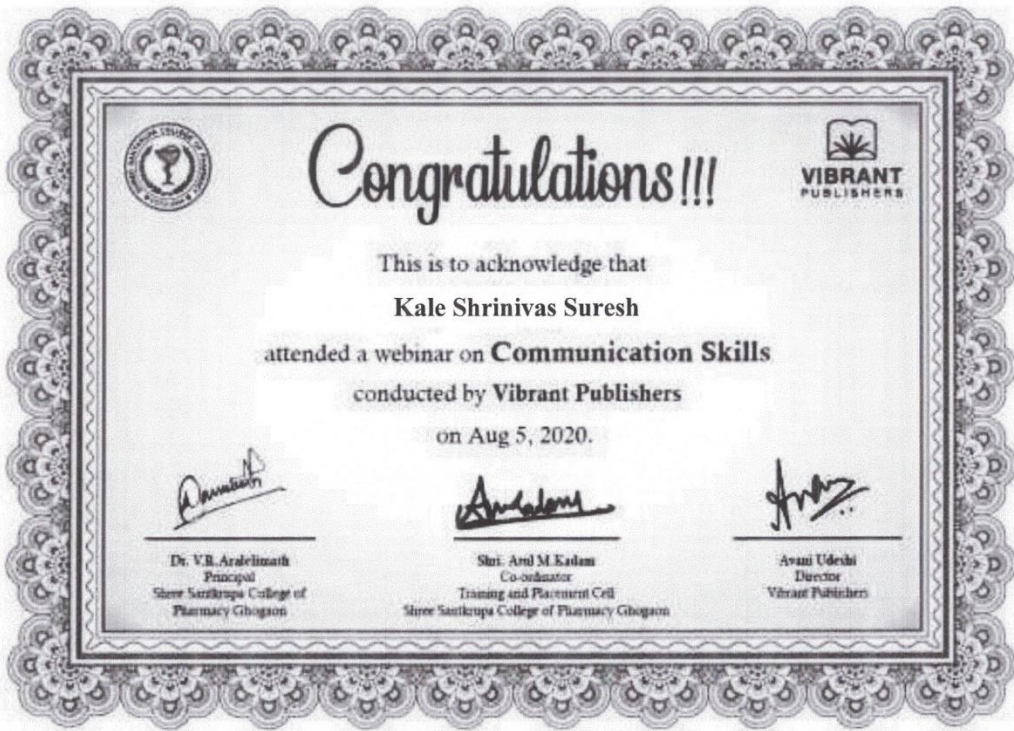 Congratulations!!!
VIBRANT
PUBLISHERS
This is to acknowledge that
Kale Shrinivas Suresh
attended a webinar on Communication Skills
conducted by Vibrant Publishers
on Aug 5, 2020.
Dr. V.R. Aralelimath
Principal
Shree Santkrupa College of
Pharmacy Ghogaon
Shri. Amd M.Kadam
Co-ordinator
Training and Placement Cell
Shree Santkrupa College of Pharmacy Ghogaon
Avani Udeshi
Director
Vibrant Publishers